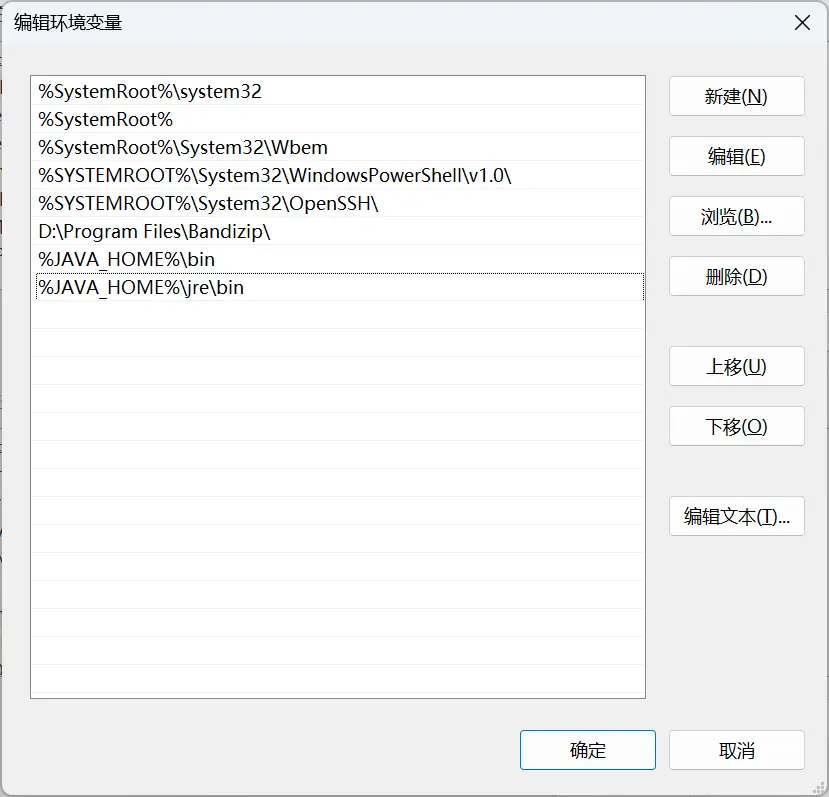 编辑环境变量
%SystemRoot%\system32
%SystemRoot%
%SystemRoot%\System32\Wbem
%SYSTEMROOT%\System32\WindowsPowerShell\v1.0\
%SYSTEMROOT%\System32\OpenSSH\
D:\Program Files\Bandizip\
%JAVA_HOME%\bin
%JAVA_HOME%\jre\bin
新建(N)
编辑(E)
浏览(B)...
删除(D)
上移(U)
下移(O)
编辑文本(T)...
确定
取消